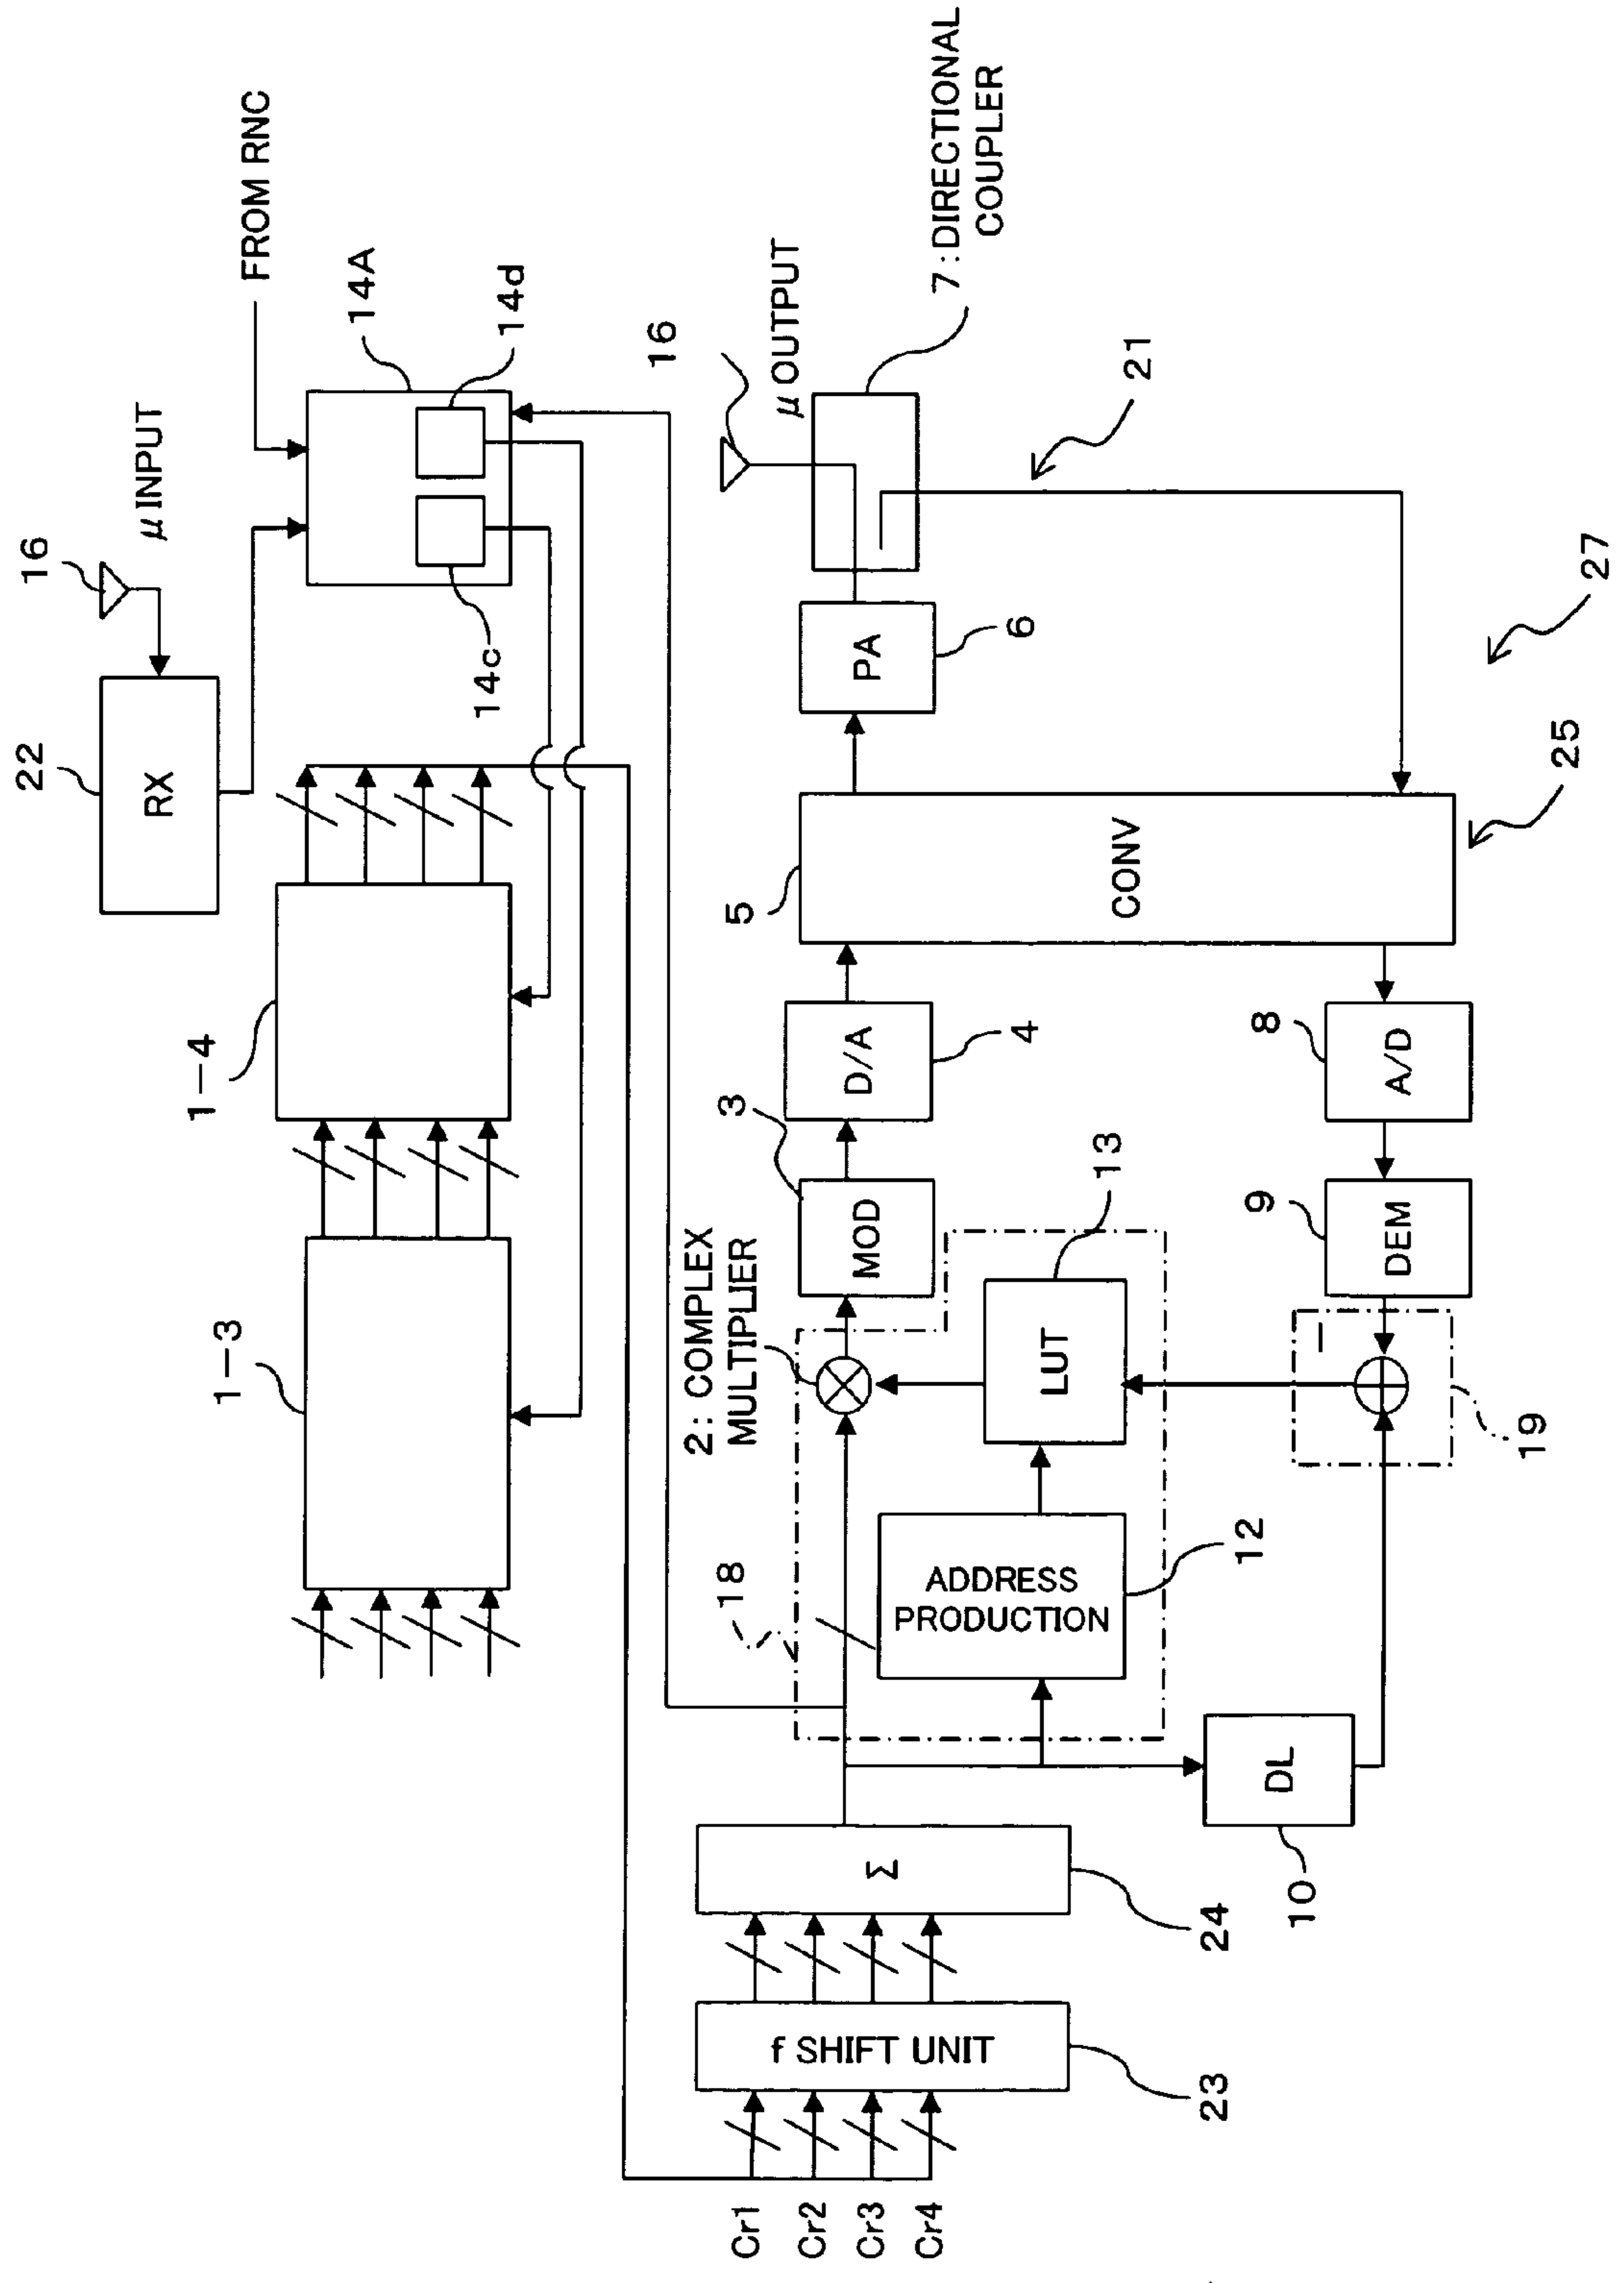 16
μ INPUT
FROM RNC
22
RX
14A
14d
14c
1-3
1-4
16
μ OUTPUT
7:DIRECTIONAL
COUPLER
2: COMPLEX
MULTIPLIER
3
MOD
D/A
4
5
CONV
PA
6
21
18
LUT
13
ADDRESS
PRODUCTION
12
Cr1
Cr2
Cr3
Cr4
f SHIFT UNIT
23
Σ
24
DL
10
19
−
9
DEM
8
A/D
25
27